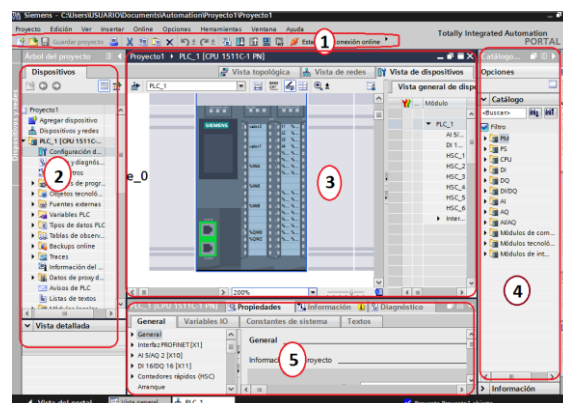 Siemens - C:\Users\USUARIO\Documents\Automation\Proyecto1\Proyecto1
Proyecto Edición Ver Insertar Online Opciones Herramientas Ventana Ayuda
Totally Integrated Automation
PORTAL
Guardar proyecto
1
Árbol del proyecto
Dispositivos
Proyecto1
Agregar dispositivo
Dispositivos y redes
PLC_1 [CPU 1511C-...
Configuración d...
y diagnós...
2
Objetos tecnoló...
Fuentes externas
Variables PLC
Tipos de datos PLC
Tablas de observ...
Backups online
Traces
Información del ...
Datos de proxy d...
Avisos de PLC
Listas de textos
Vista detallada
Proyecto1 ▸ PLC_1 [CPU 1511C-1 PN]
Vista topológica
Vista de redes
Vista de dispositivos
PLC_1
Vista general de dispo
Módulo
SIEMENS
PLC_1
AI 5/...
DI 1...
HSC_1
HSC_2
HSC_3
HSC_4
HSC_5
HSC_6
Inter...
e_0
3
200%
Propiedades
Información
Diagnóstico
General
Variables IO
Constantes de sistema
Textos
General
Interfaz PROFINET [X1]
AI 5/AQ 2 [X10]
DI 16/DQ 16 [X11]
Contadores rápidos (HSC)
Arranque
General
5
Catálogo...
Opciones
Catálogo
<Buscar>
Filtro
PM
PS
CPU
DI
DQ
DI/DQ
AI
AQ
AI/AQ
Módulos de com...
Módulos tecnoló...
Módulos de int...
4
Información
Vista del portal
Vista general
PLC_1